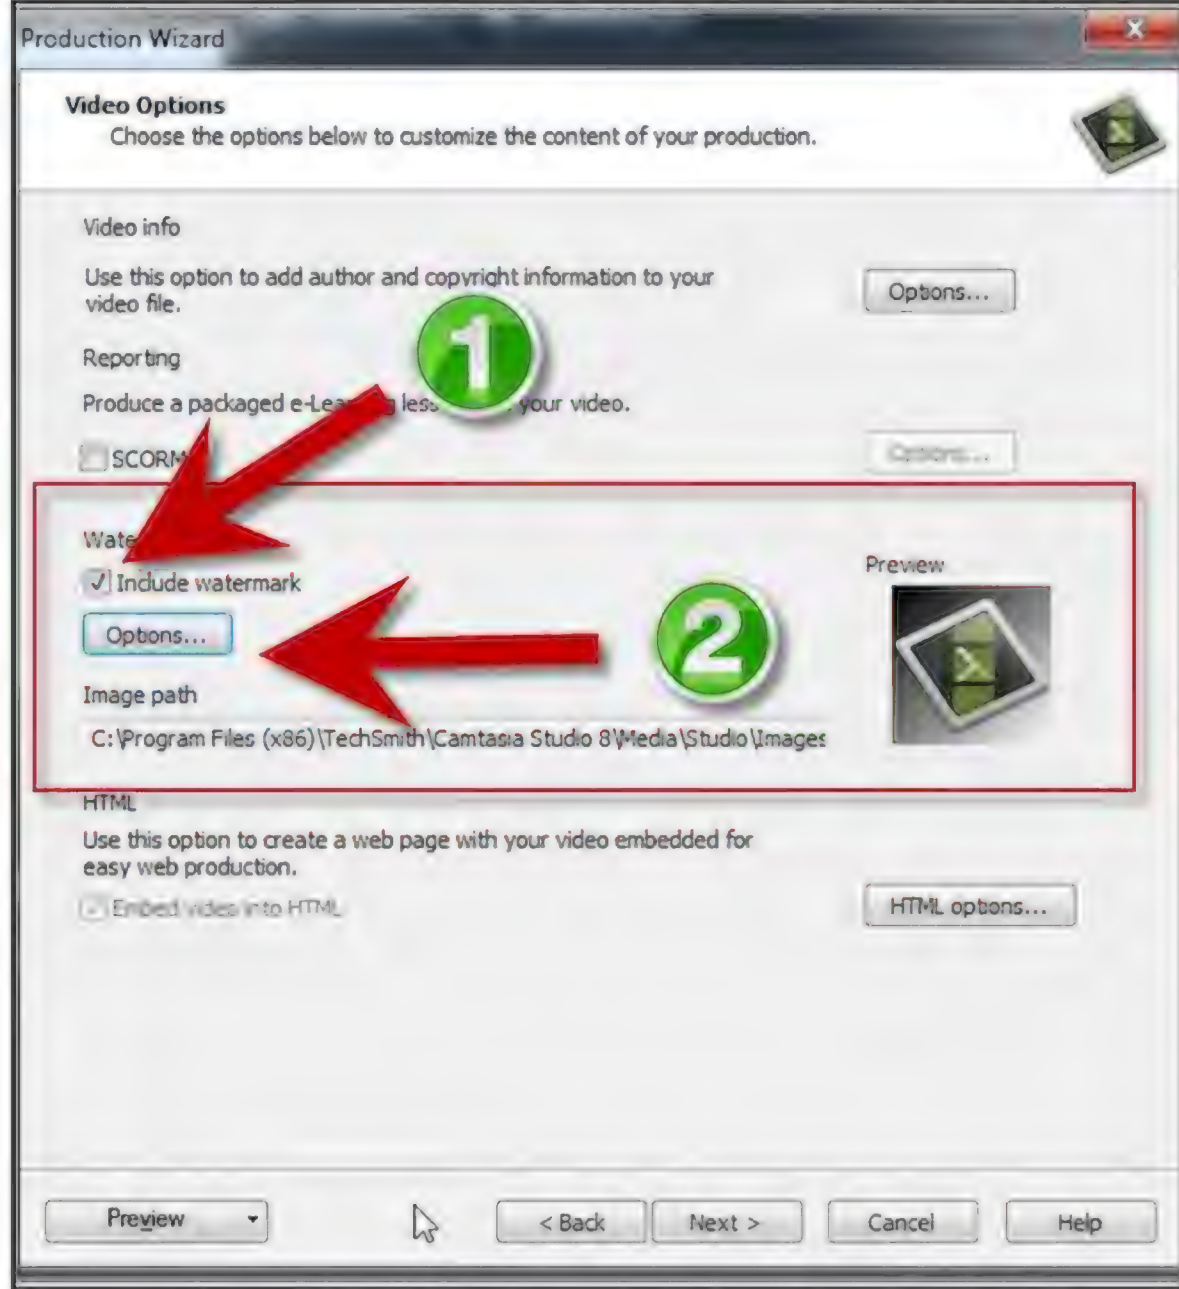 Production Wizard
Video Options
Choose the options below to customize the content of your production.
Video info
Use this option to add author and copyright information to your
video file.
Options...
1
Reporting
Produce a packaged e-Lea less your video.
SCORM
Options...
Wate
Include watermark
Preview
Options...
2
Image path
C:\Program Files (x86)\TechSmith\Camtasia Studio 8\Media\Studio\Images
HTML
Use this option to create a web page with your video embedded for
easy web production.
Embed video into HTML
HTML options...
Preview
< Back
Next >
Cancel
Help